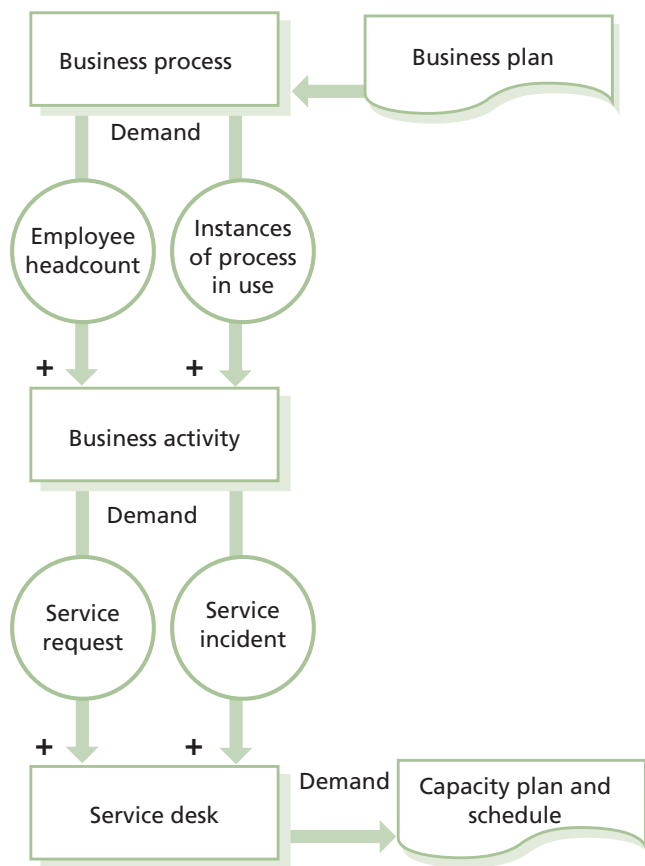 Business process
Business plan
Demand
Employee
headcount
Instances
of process
in use
+
+
Business activity
Demand
Service
request
Service
incident
+
+
Service desk
Demand
Capacity plan and
schedule